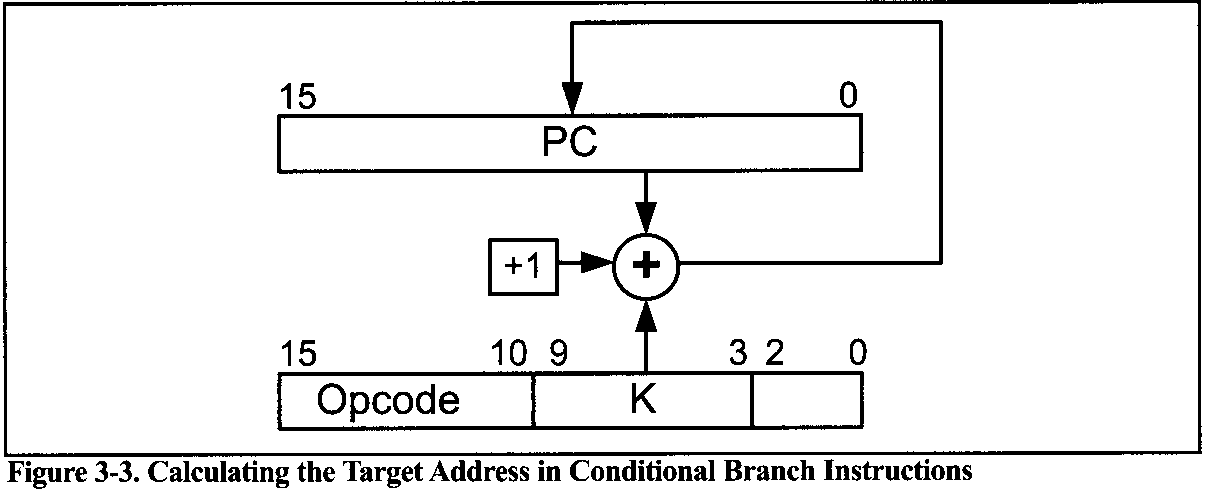 15 0
PC
+1 +
15 10 9 3 2 0
Opcode K
Figure 3-3. Calculating the Target Address in Conditional Branch Instructions